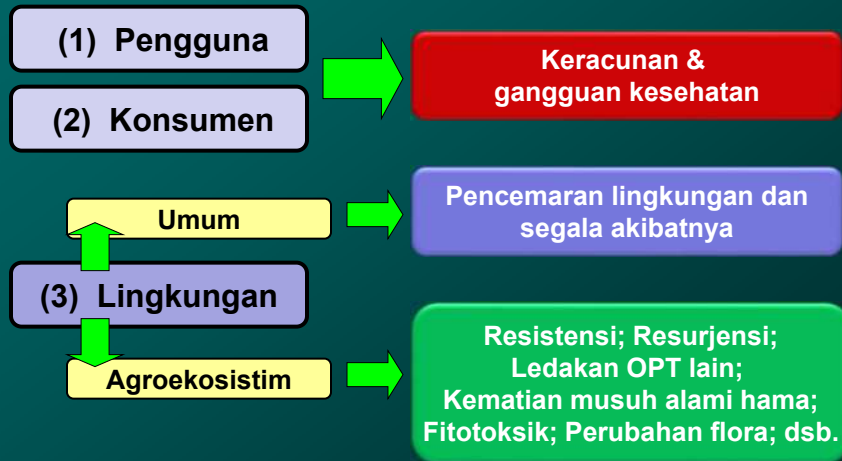 (1) Pengguna
(2) Konsumen
Keracunan &
gangguan kesehatan
Umum
Pencemaran lingkungan dan
segala akibatnya
(3) Lingkungan
Agroekosistim
Resistensi; Resurjensi;
Ledakan OPT lain;
Kematian musuh alami hama;
Fitotoksik; Perubahan flora; dsb.